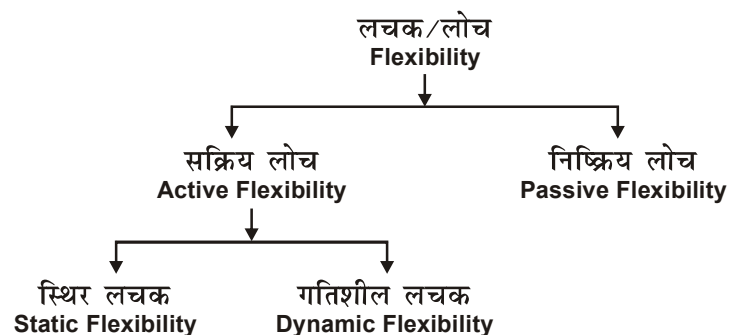 लचक/लोच
Flexibility
सक्रिय लोच
Active Flexibility
निष्क्रिय लोच
Passive Flexibility
स्थिर लचक
Static Flexibility
गतिशील लचक
Dynamic Flexibility